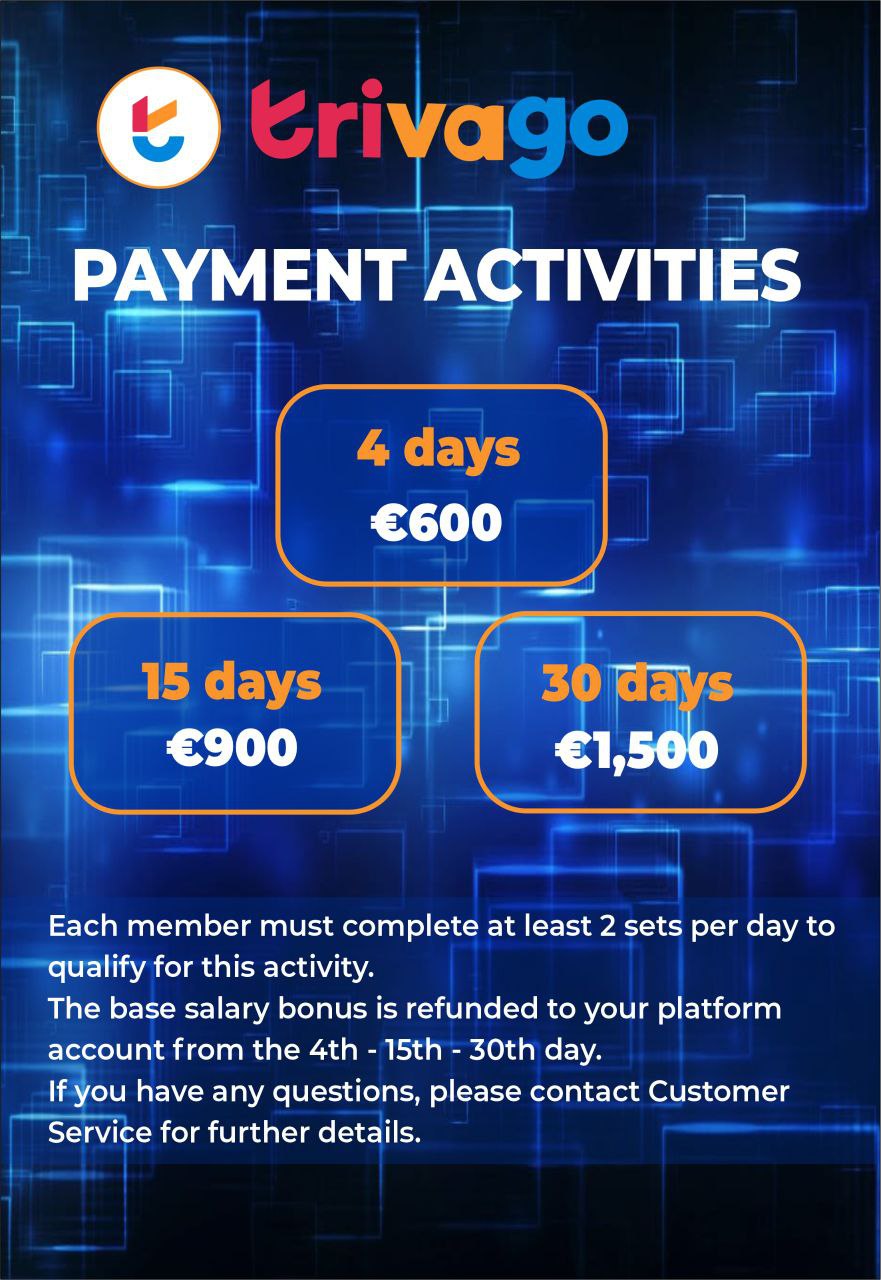 trivago
PAYMENT ACTIVITIES
4 days
€600
15 days
€900
30 days
€1,500
Each member must complete at least 2 sets per day to
qualify for this activity.
The base salary bonus is refunded to your platform
account from the 4th - 15th - 30th day.
If you have any questions, please contact Customer
Service for further details.